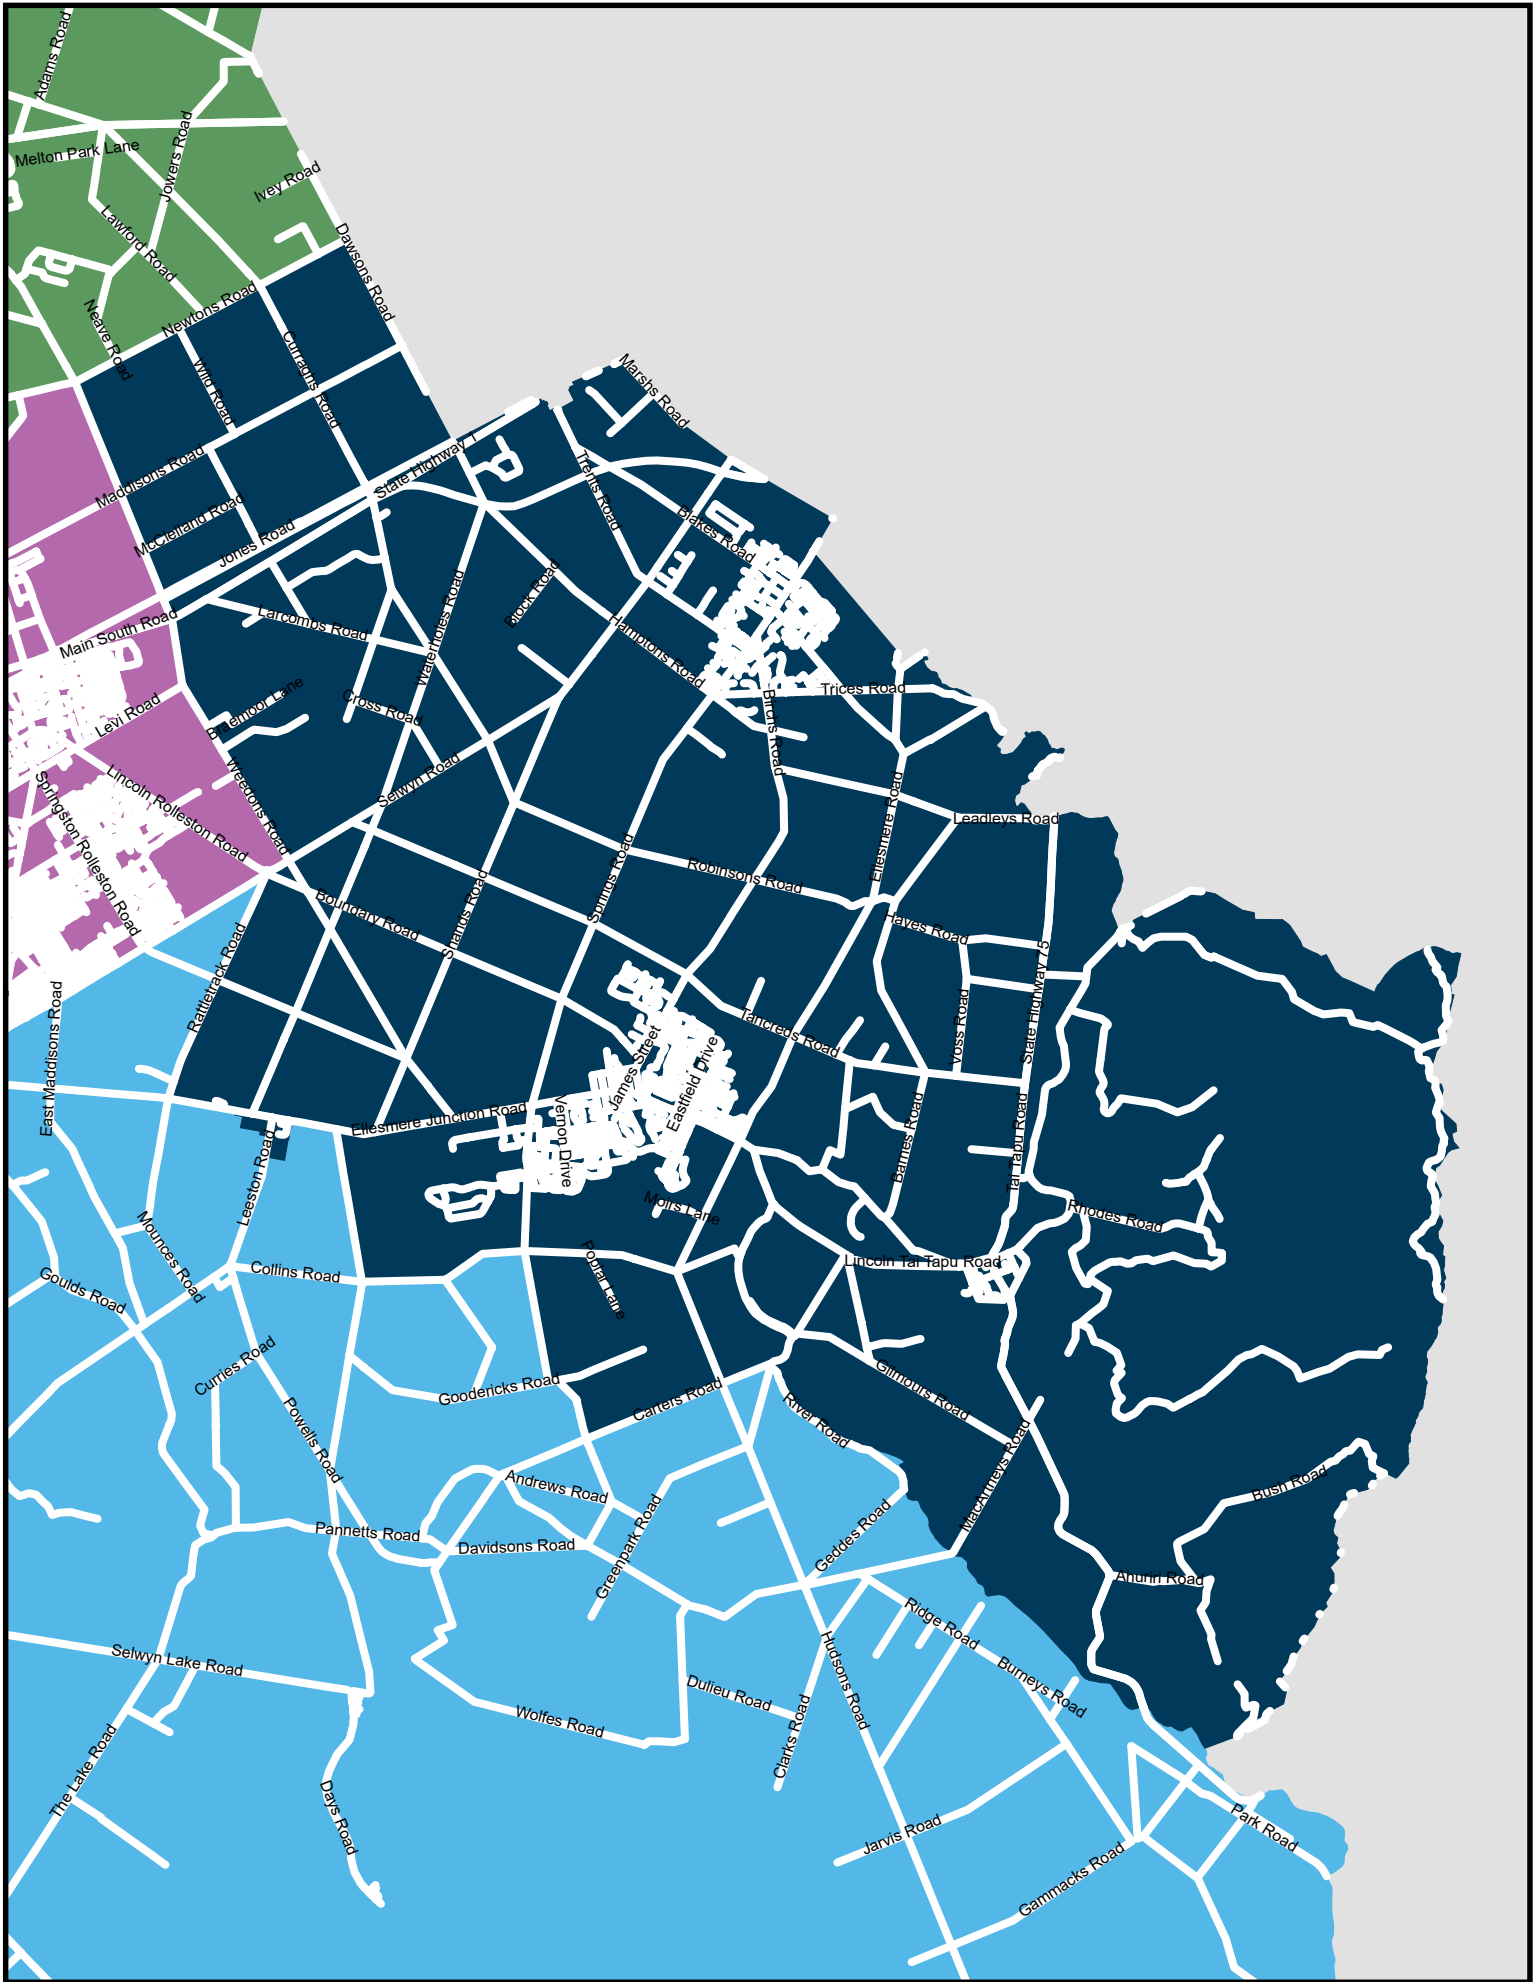 Adams Road
Melton Park Lane
Jowers Road
Ivey Road
Lawford Road
Dawsons Road
Neave Road
Newtons Road
Wild Road
Curraghs Road
Marshs Road
Maddisons Road
State Highway 1
Trents Road
McClelland Road
Jones Road
Blakes Road
Block Road
Larcombs Road
Waterholes Road
Hamptons Road
Main South Road
Levi Road
Braemoor Lane
Cross Road
Trices Road
Birchs Road
Lincoln Rolleston Road
Weedons Road
Selwyn Road
Springston Rolleston Road
Ellesmere Road
Leadleys Road
Springs Road
Robinsons Road
Boundary Road
Shands Road
Hayes Road
Rattletrack Road
State Highway 75
East Maddisons Road
Tancreds Road
Voss Road
James Street
Eastfield Drive
Ellesmere Junction Road
Vernon Drive
Barnes Road
Tai Tapu Road
Leeston Road
Moirs Lane
Rhodes Road
Mounces Road
Collins Road
Poplar Lane
Lincoln Tai Tapu Road
Goulds Road
Curries Road
Goodericks Road
Carters Road
Gilmours Road
River Road
Powells Road
MacArtneys Road
Andrews Road
Bush Road
Pannetts Road
Davidsons Road
Greenpark Road
Geddes Road
Ahuriri Road
Ridge Road
Selwyn Lake Road
Hudsons Road
Burneys Road
Dulieu Road
Wolfes Road
Clarks Road
The Lake Road
Days Road
Jarvis Road
Park Road
Gammacks Road